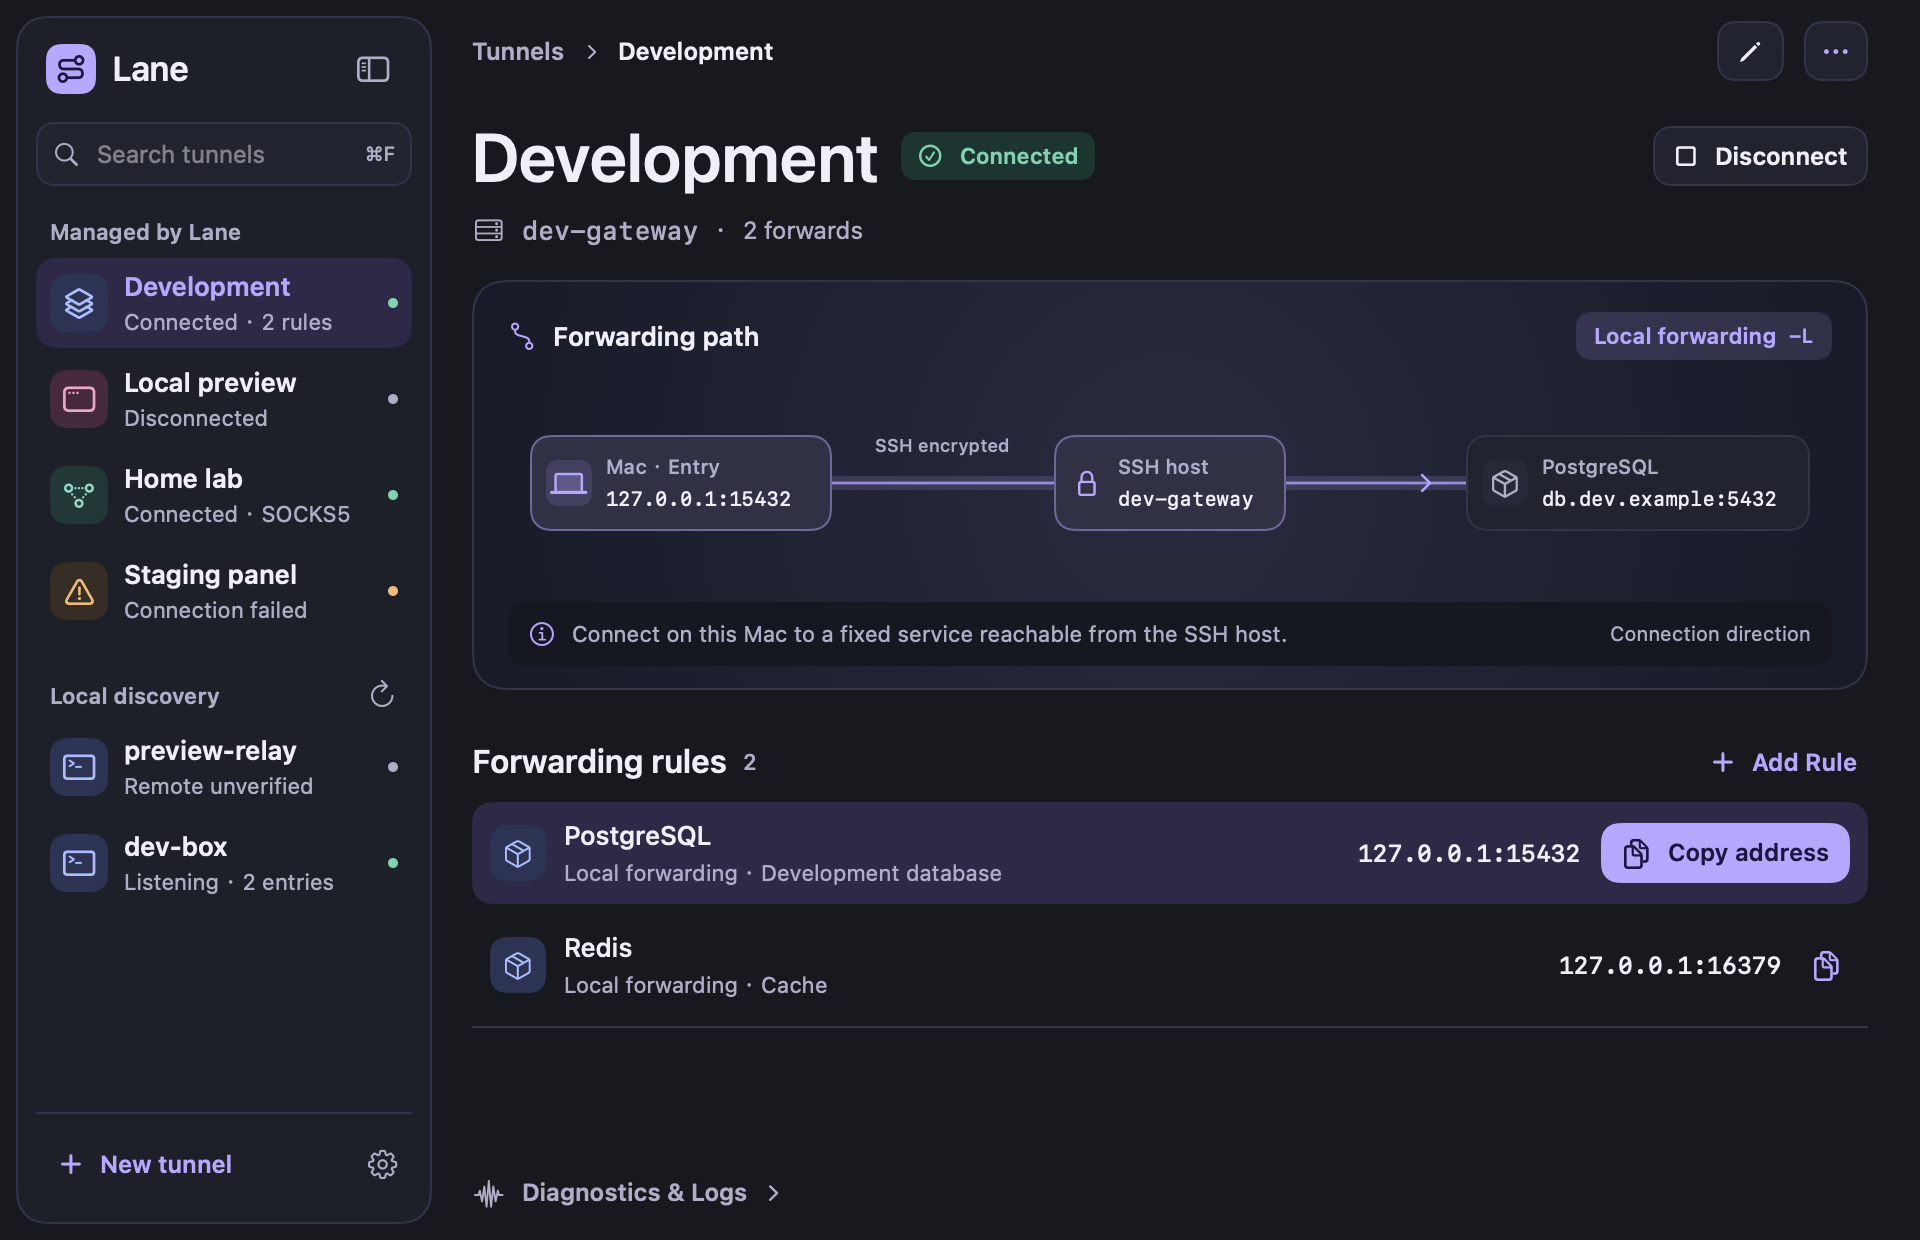 Lane
Search tunnels ⌘F
Managed by Lane
Development
Connected · 2 rules
Local preview
Disconnected
Home lab
Connected · SOCKS5
Staging panel
Connection failed
Local discovery
preview-relay
Remote unverified
dev-box
Listening · 2 entries
+ New tunnel
Tunnels > Development
Development
Connected
Disconnect
dev-gateway · 2 forwards
Forwarding path
Local forwarding -L
Mac · Entry
127.0.0.1:15432
SSH encrypted
SSH host
dev-gateway
PostgreSQL
db.dev.example:5432
Connect on this Mac to a fixed service reachable from the SSH host.
Connection direction
Forwarding rules 2
+ Add Rule
PostgreSQL
Local forwarding · Development database
127.0.0.1:15432
Copy address
Redis
Local forwarding · Cache
127.0.0.1:16379
Diagnostics & Logs >